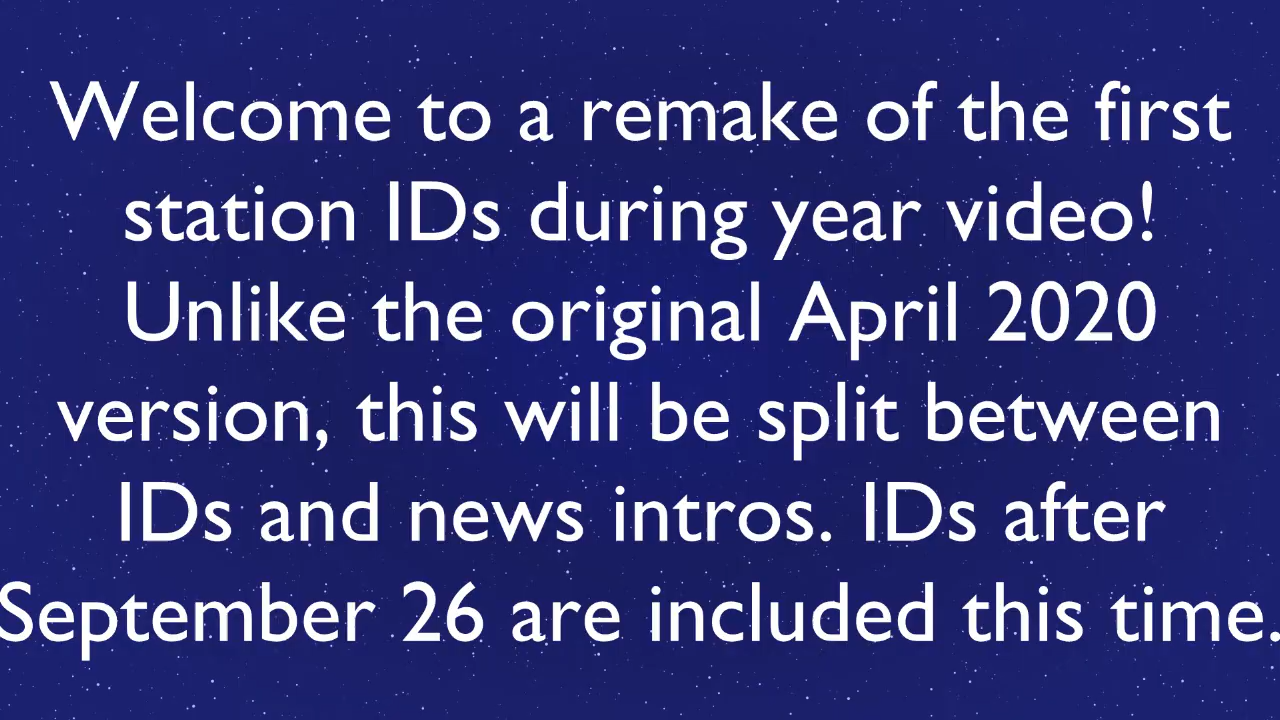 Welcome to a remake of the first
station IDs during year video!
Unlike the original April 2020
version, this will be split between
IDs and news intros. IDs after
September 26 are included this time.